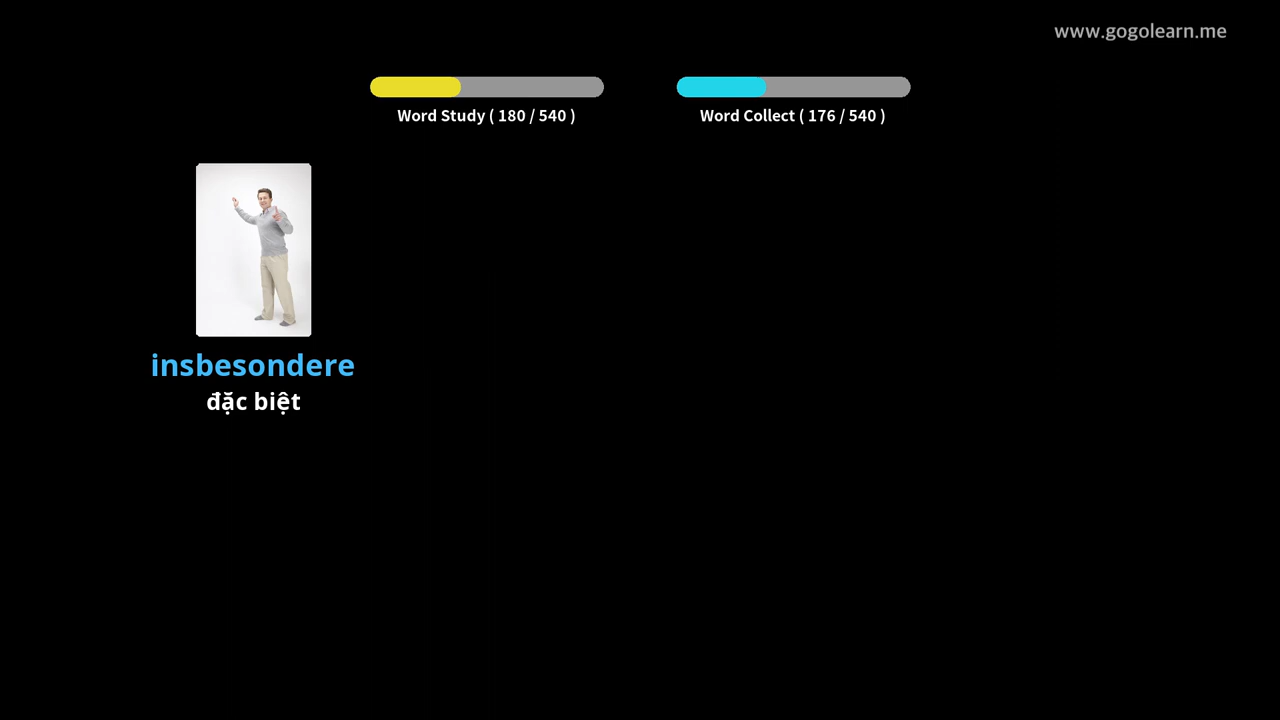 www.gogolearn.me
Word Study ( 180 / 540 )
Word Collect ( 176 / 540 )
insbesondere
đặc biệt